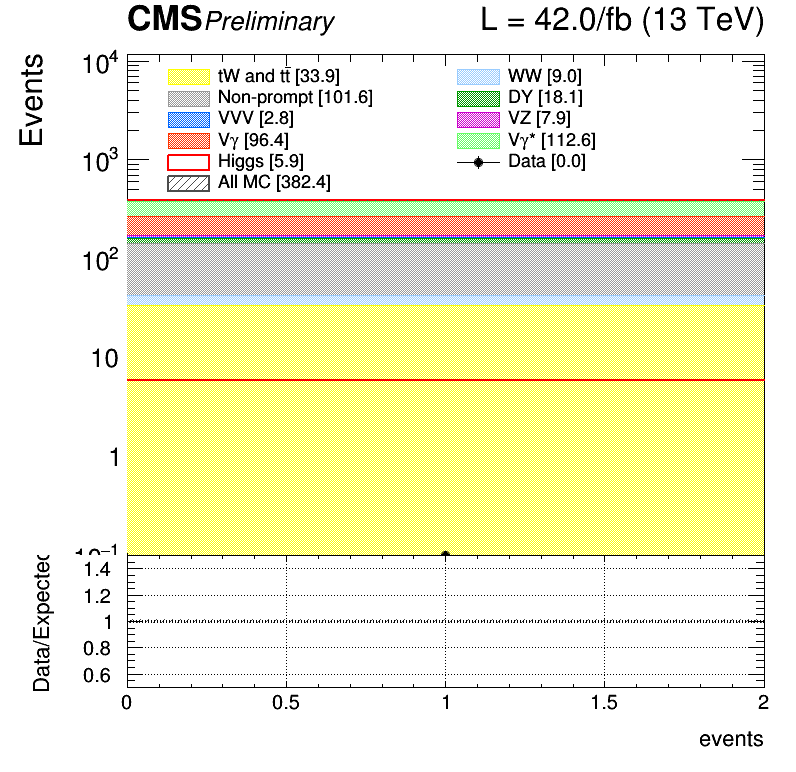 CMS Preliminary L = 42.0/fb (13 TeV)
Events
10⁴
10³
10²
10
1
10⁻¹
tW and tt̄ [33.9] WW [9.0]
Non-prompt [101.6] DY [18.1]
VVV [2.8] VZ [7.9]
Vγ [96.4] Vγ* [112.6]
Higgs [5.9] Data [0.0]
All MC [382.4]
Data/Expected
1.4
1.2
1
0.8
0.6
0 0.5 1 1.5 2
events